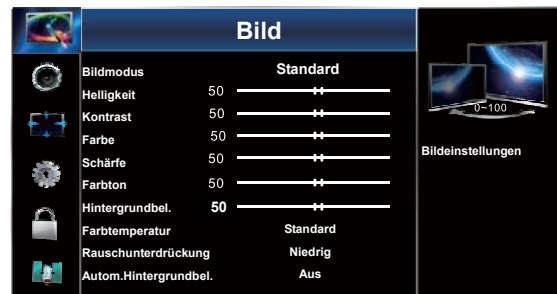 Bild
Bildmodus Standard
Helligkeit 50
Kontrast 50
Farbe 50
Schärfe 50
Farbton 50
Hintergrundbel. 50
Farbtemperatur Standard
Rauschunterdrückung Niedrig
Autom.Hintergrundbel. Aus
0~100
Bildeinstellungen